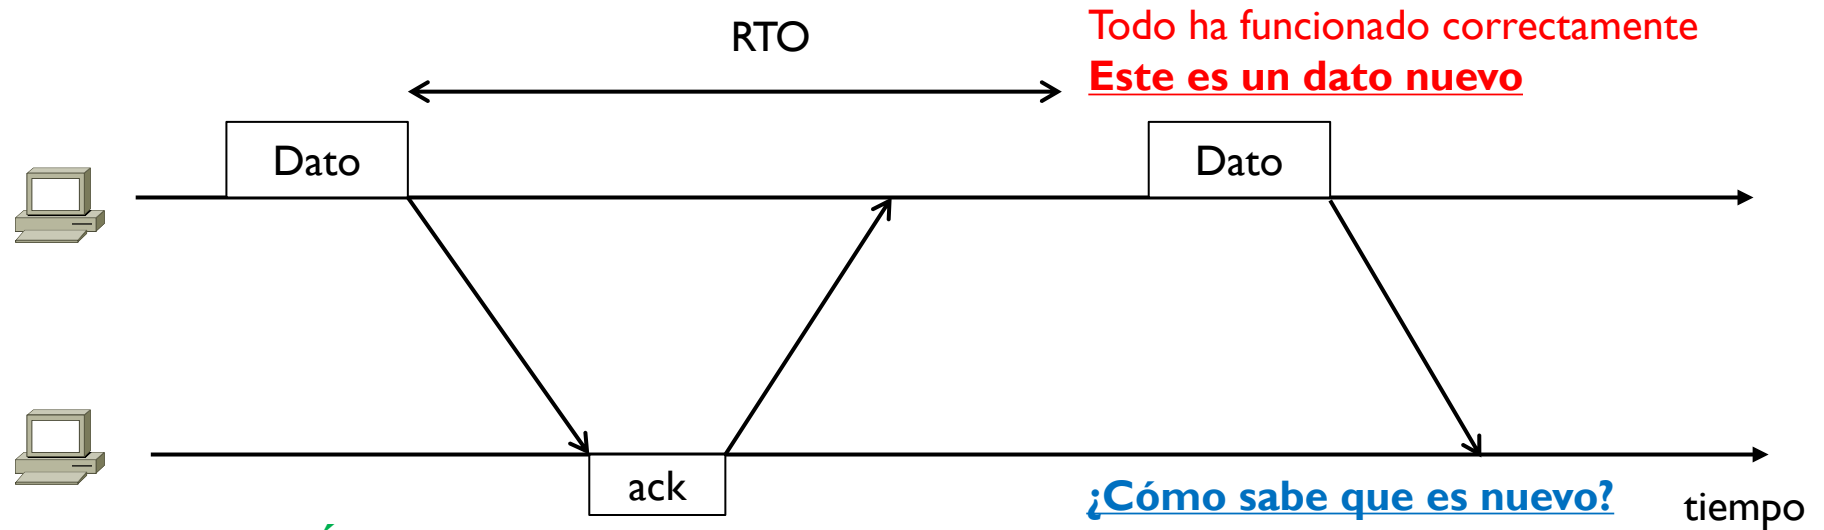 RTO
Todo ha funcionado correctamente
Este es un dato nuevo
Dato
Dato
ack
¿Cómo sabe que es nuevo?
tiempo